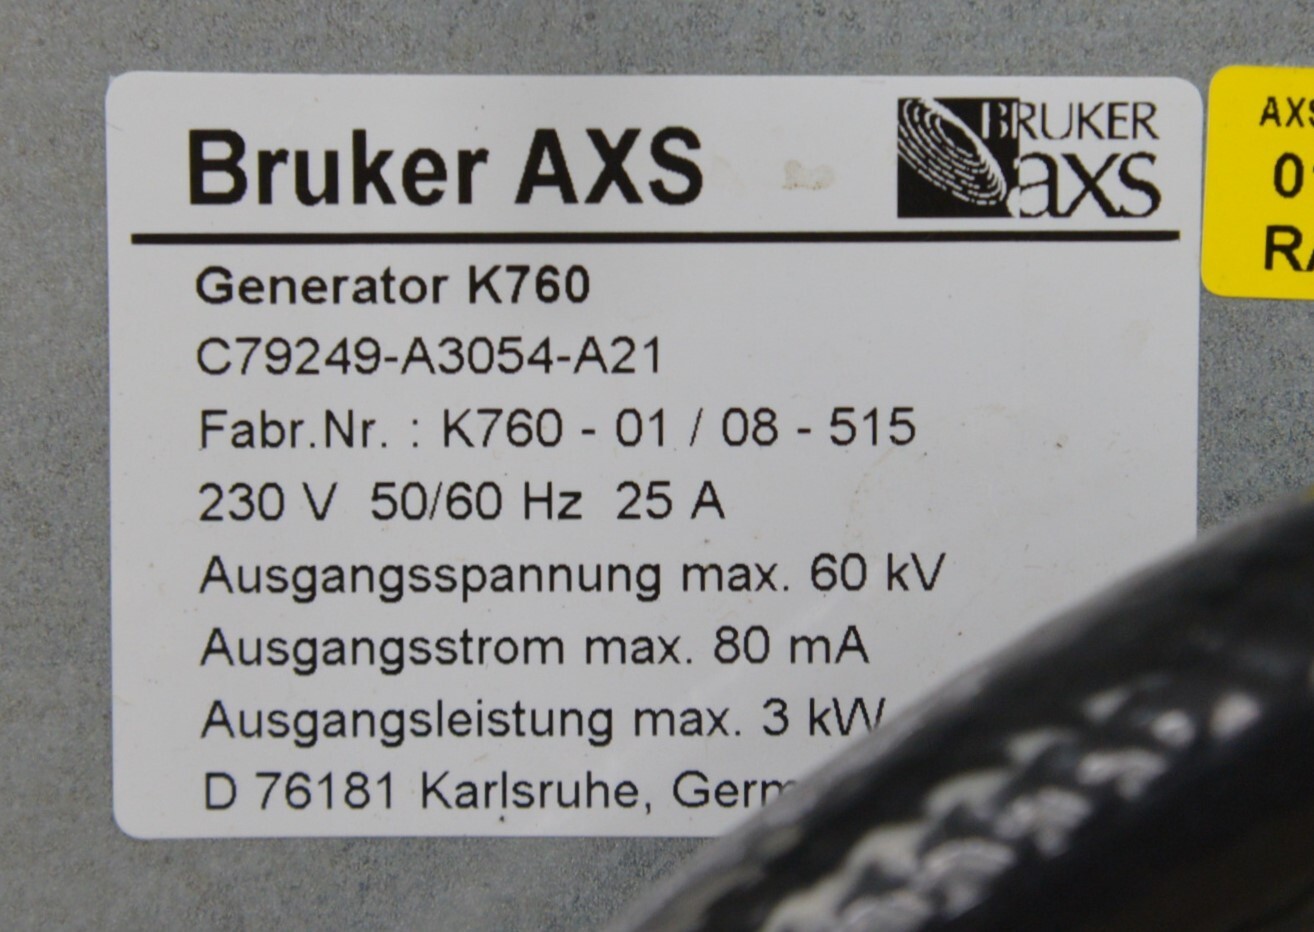 Bruker AXS
BRUKER
axs
Generator K760
C79249-A3054-A21
Fabr.Nr. : K760 - 01 / 08 - 515
230 V 50/60 Hz 25 A
Ausgangsspannung max. 60 kV
Ausgangsstrom max. 80 mA
Ausgangsleistung max. 3 kW
D 76181 Karlsruhe,
AXS